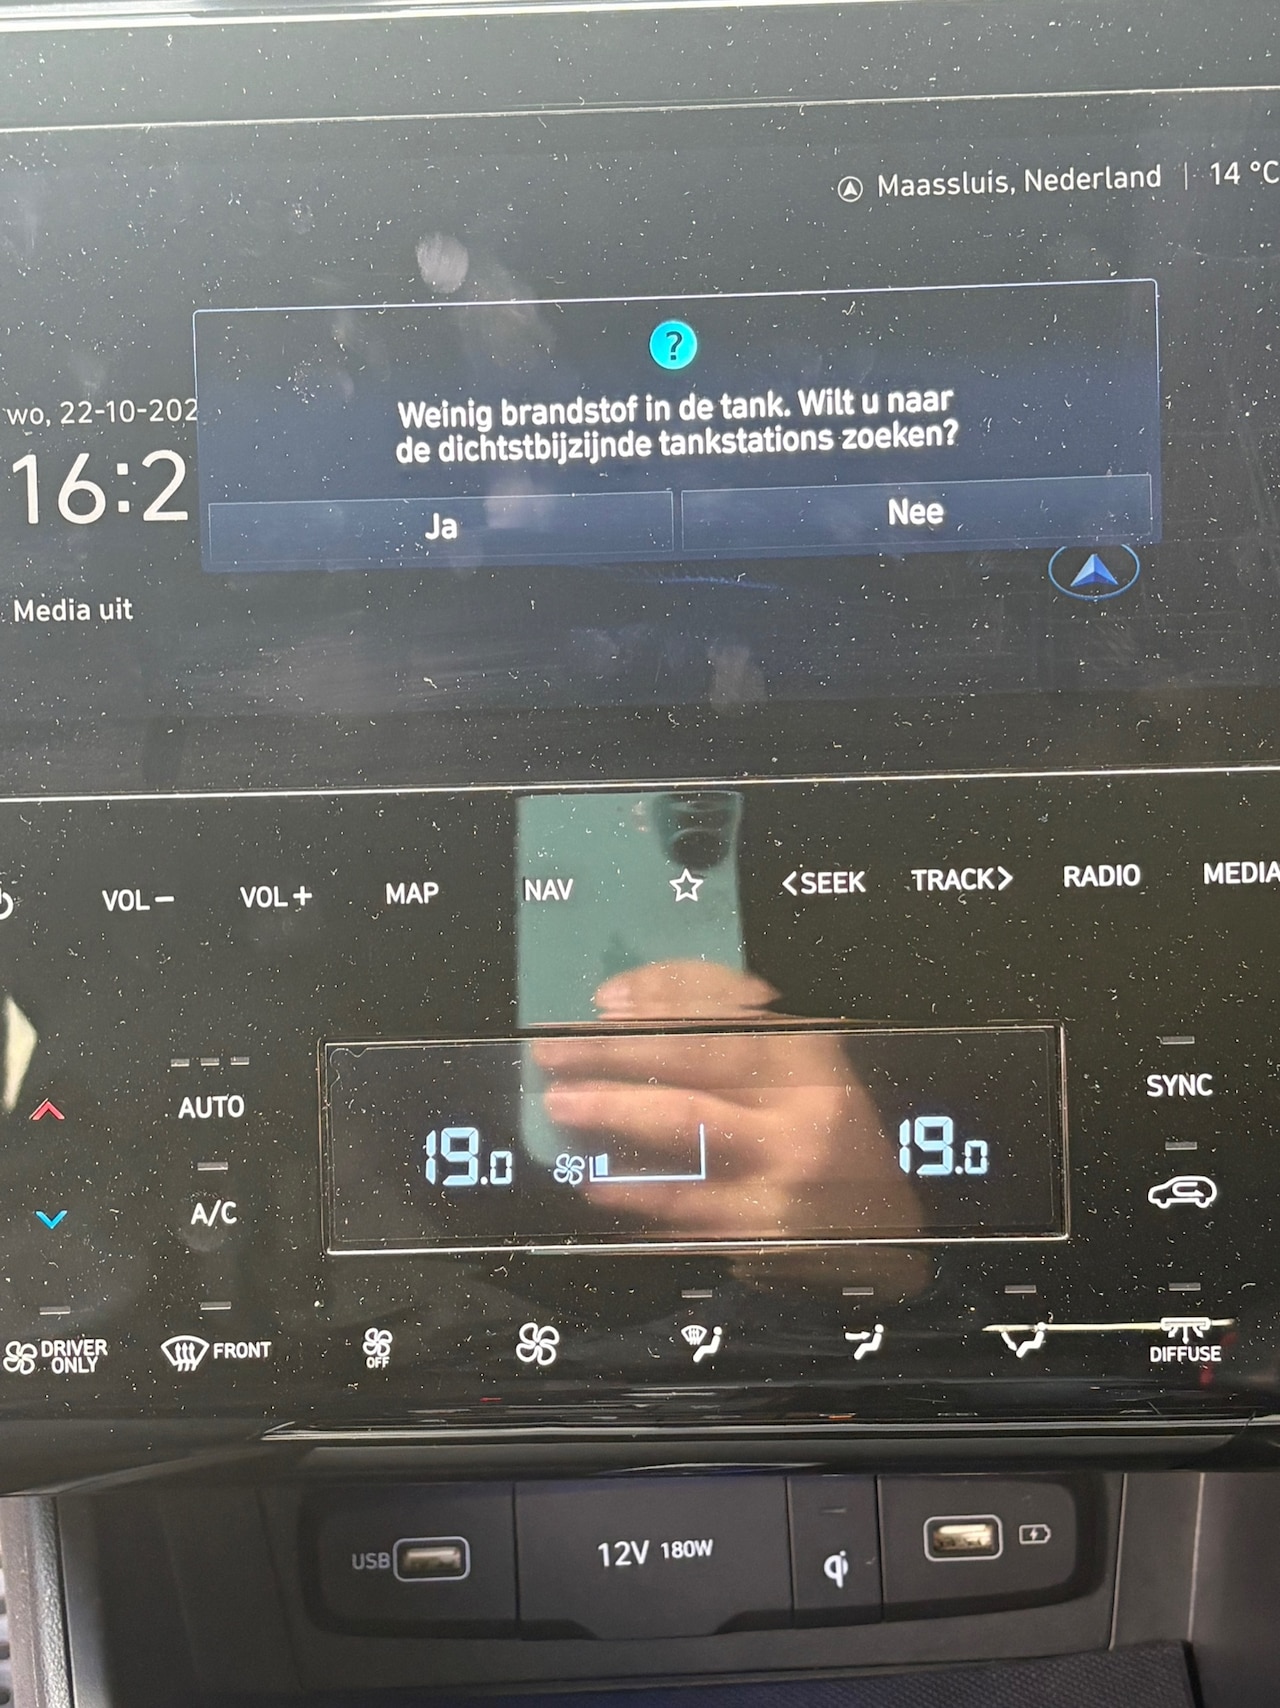 Maassluis, Nederland | 14 °C
?
wo, 22-10-202
16:2
Weinig brandstof in de tank. Wilt u naar
de dichtstbijzijnde tankstations zoeken?
Ja Nee
Media uit
VOL− VOL+ MAP NAV ☆ <SEEK TRACK> RADIO MEDIA
AUTO SYNC
19.0 19.0
A/C
DRIVER
ONLY
FRONT
OFF
DIFFUSE
USB
12V 180W
qi